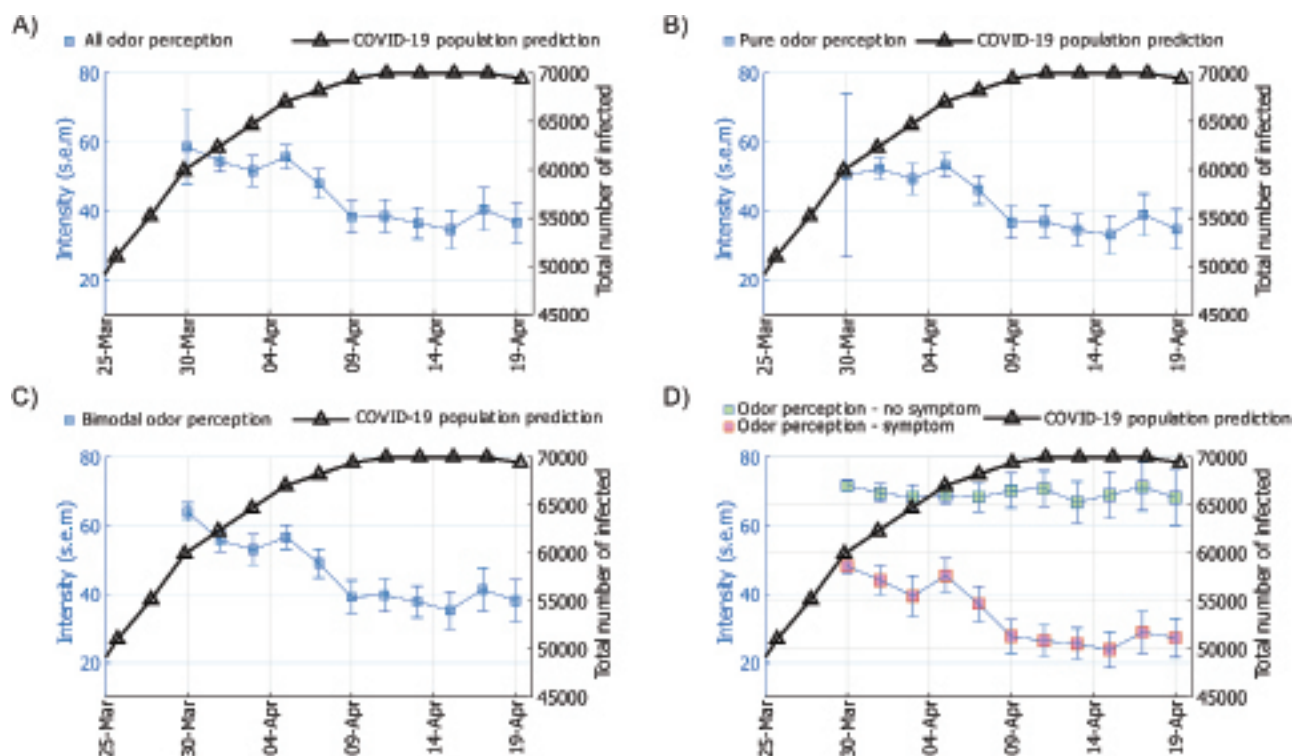 A)
All odor perception COVID-19 population prediction
80
60
40
20
Intensity (s.e.m)
70000
65000
60000
55000
50000
45000
Total number of infected
25-Mar
30-Mar
04-Apr
09-Apr
14-Apr
19-Apr
B)
Pure odor perception COVID-19 population prediction
80
60
40
20
Intensity (s.e.m)
70000
65000
60000
55000
50000
45000
Total number of infected
25-Mar
30-Mar
04-Apr
09-Apr
14-Apr
19-Apr
C)
Bimodal odor perception COVID-19 population prediction
80
60
40
20
Intensity (s.e.m)
70000
65000
60000
55000
50000
45000
Total number of infected
25-Mar
30-Mar
04-Apr
09-Apr
14-Apr
19-Apr
D)
Odor perception - no symptom
Odor perception - symptom
COVID-19 population prediction
80
60
40
20
Intensity (s.e.m)
70000
65000
60000
55000
50000
45000
Total number of infected
25-Mar
30-Mar
04-Apr
09-Apr
14-Apr
19-Apr